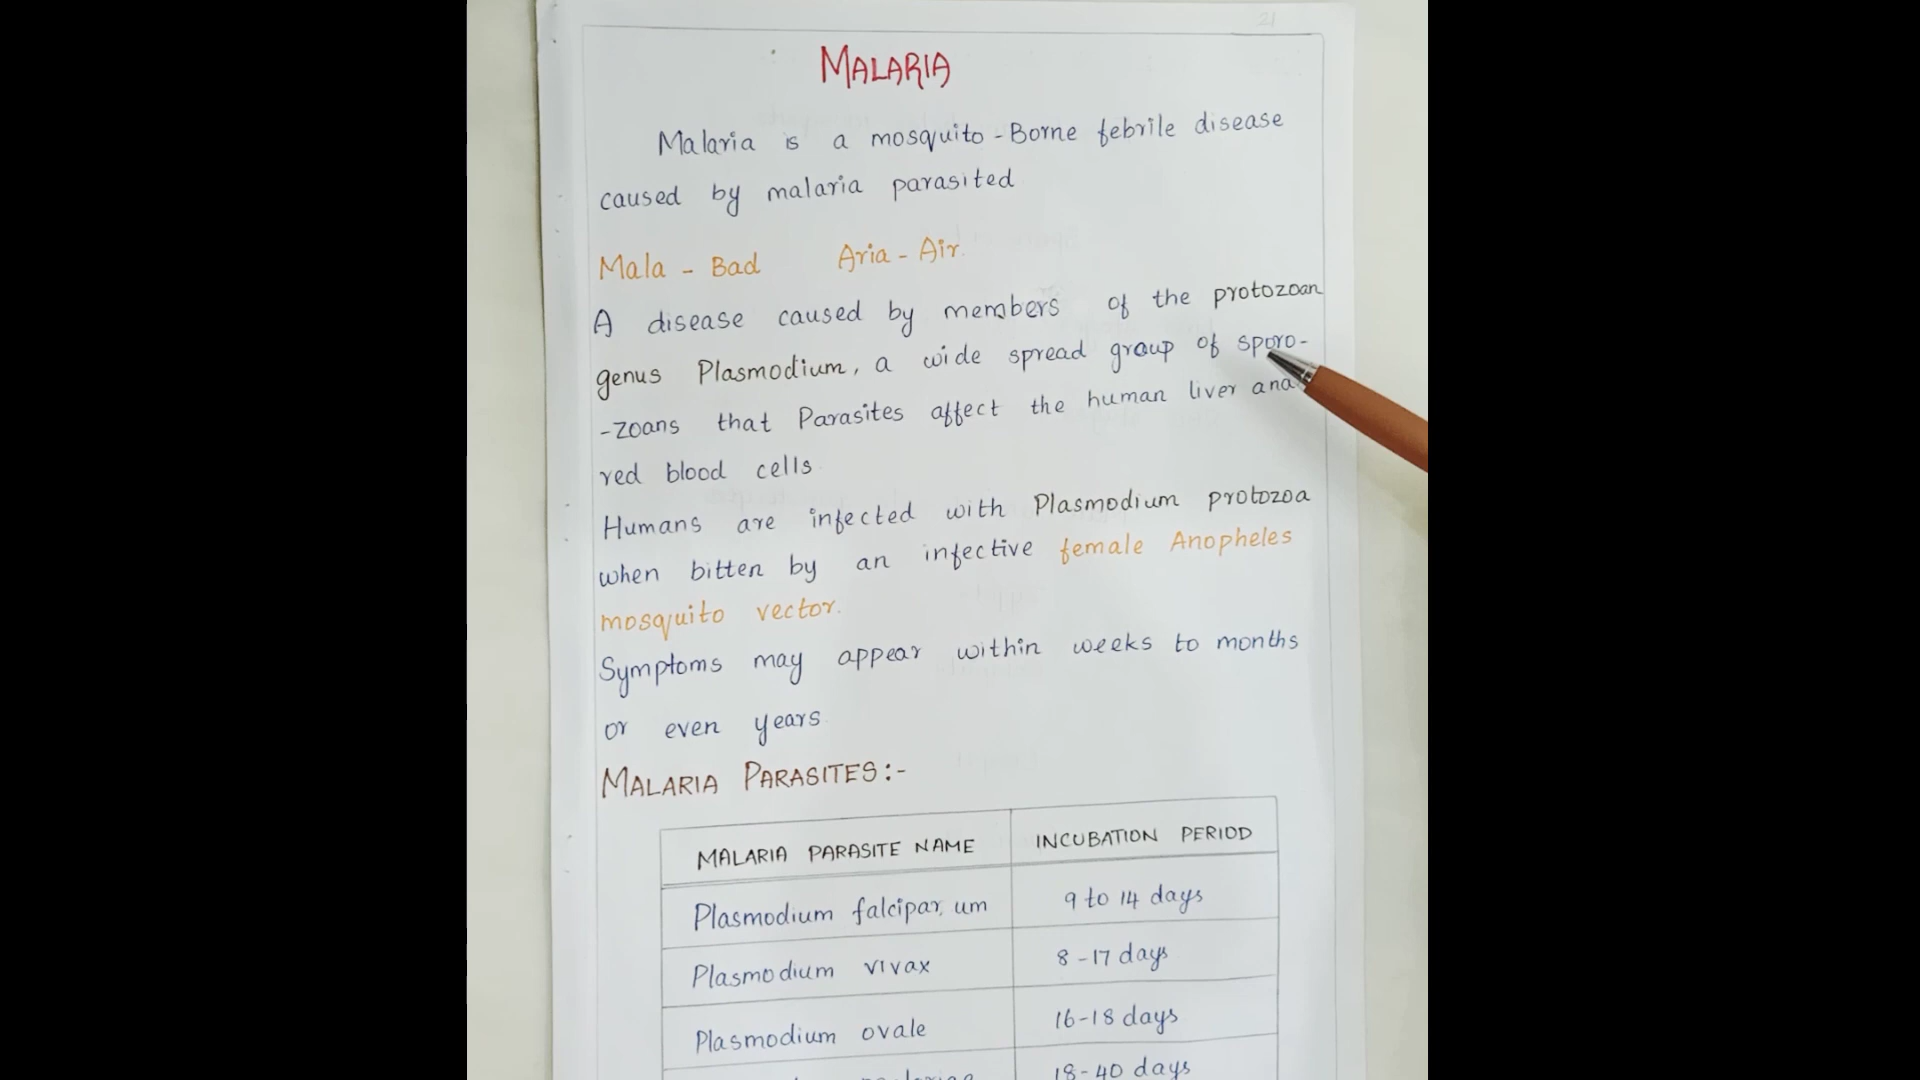 21
MALARIA
Malaria is a mosquito-Borne febrile disease
caused by malaria parasited
Mala - Bad Aria - Air.
A disease caused by members of the protozoan
genus Plasmodium, a wide spread group of sporo-
-zoans that Parasites affect the human liver and
red blood cells.
Humans are infected with Plasmodium protozoa
when bitten by an infective female Anopheles
mosquito vector.
Symptoms may appear within weeks to months
or even years.
MALARIA PARASITES:-
MALARIA PARASITE NAME INCUBATION PERIOD
Plasmodium falciparum 9 to 14 days
Plasmodium vivax 8-17 days
Plasmodium ovale 16-18 days
18-40 days